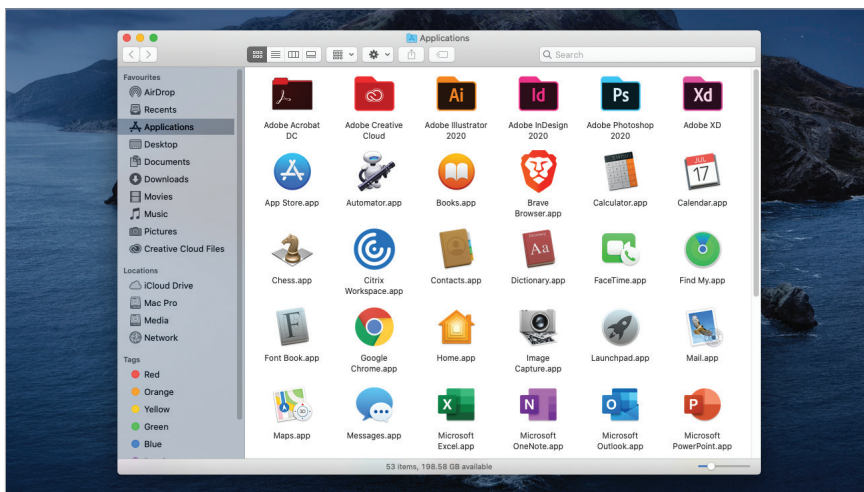 Applications
Search
Favourites
AirDrop
Recents
Applications
Desktop
Documents
Downloads
Movies
Music
Pictures
Creative Cloud Files
Locations
iCloud Drive
Mac Pro
Media
Network
Tags
Red
Orange
Yellow
Green
Blue
Ai
Id
Ps
Xd
Adobe Acrobat
DC
Adobe Creative
Cloud
Adobe Illustrator
2020
Adobe InDesign
2020
Adobe Photoshop
2020
Adobe XD
JUL
17
App Store.app
Automator.app
Books.app
Brave
Browser.app
Calculator.app
Calendar.app
Aa
Chess.app
Citrix
Workspace.app
Contacts.app
Dictionary.app
FaceTime.app
Find My.app
F
Font Book.app
Google
Chrome.app
Home.app
Image
Capture.app
Launchpad.app
Mail.app
3D
X
N
O
P
Maps.app
Messages.app
Microsoft
Excel.app
Microsoft
OneNote.app
Microsoft
Outlook.app
Microsoft
PowerPoint.app
53 items, 198.58 GB available